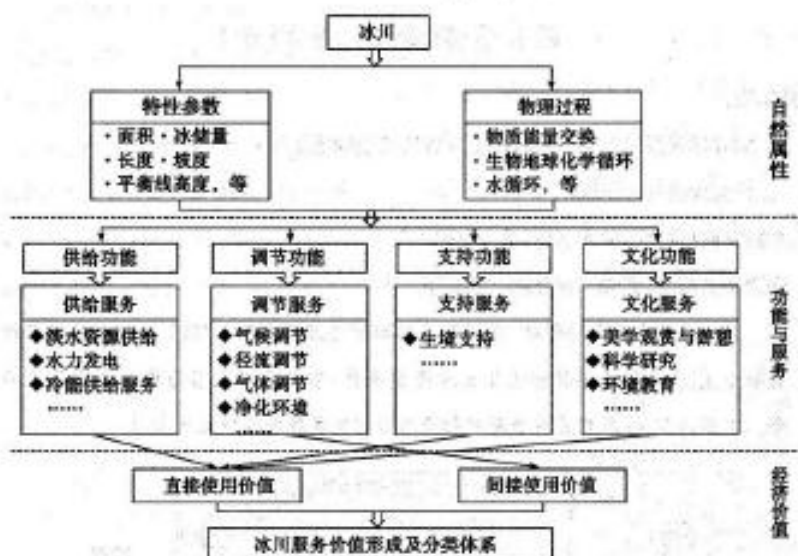 冰川
特性参数
·面积·冰储量
·长度·坡度
·平衡线高度，等
物理过程
·物质能量交换
·生物地球化学循环
·水循环，等
自然属性
供给功能
调节功能
支持功能
文化功能
供给服务
◆淡水资源供给
◆水力发电
◆冷能供给服务
……
调节服务
◆气候调节
◆径流调节
◆气体调节
◆净化环境
……
支持服务
◆生境支持
……
文化服务
◆美学观赏与游憩
◆科学研究
◆环境教育
……
功能与服务
直接使用价值
间接使用价值
经济价值
冰川服务价值形成及分类体系